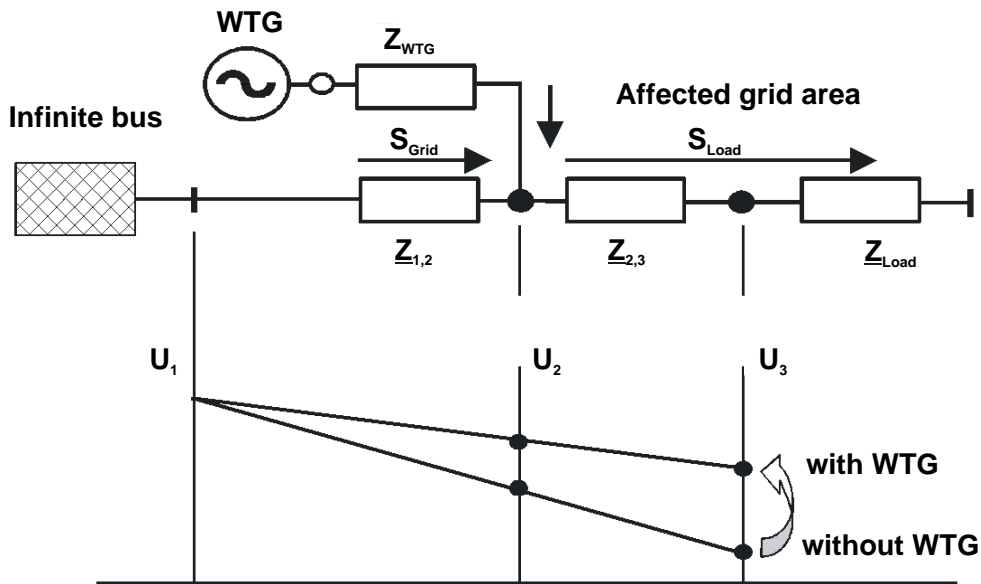 WTG
Z_WTG
Affected grid area
Infinite bus
S_Grid
S_Load
Z_1,2
Z_2,3
Z_Load
U_1
U_2
U_3
with WTG
without WTG